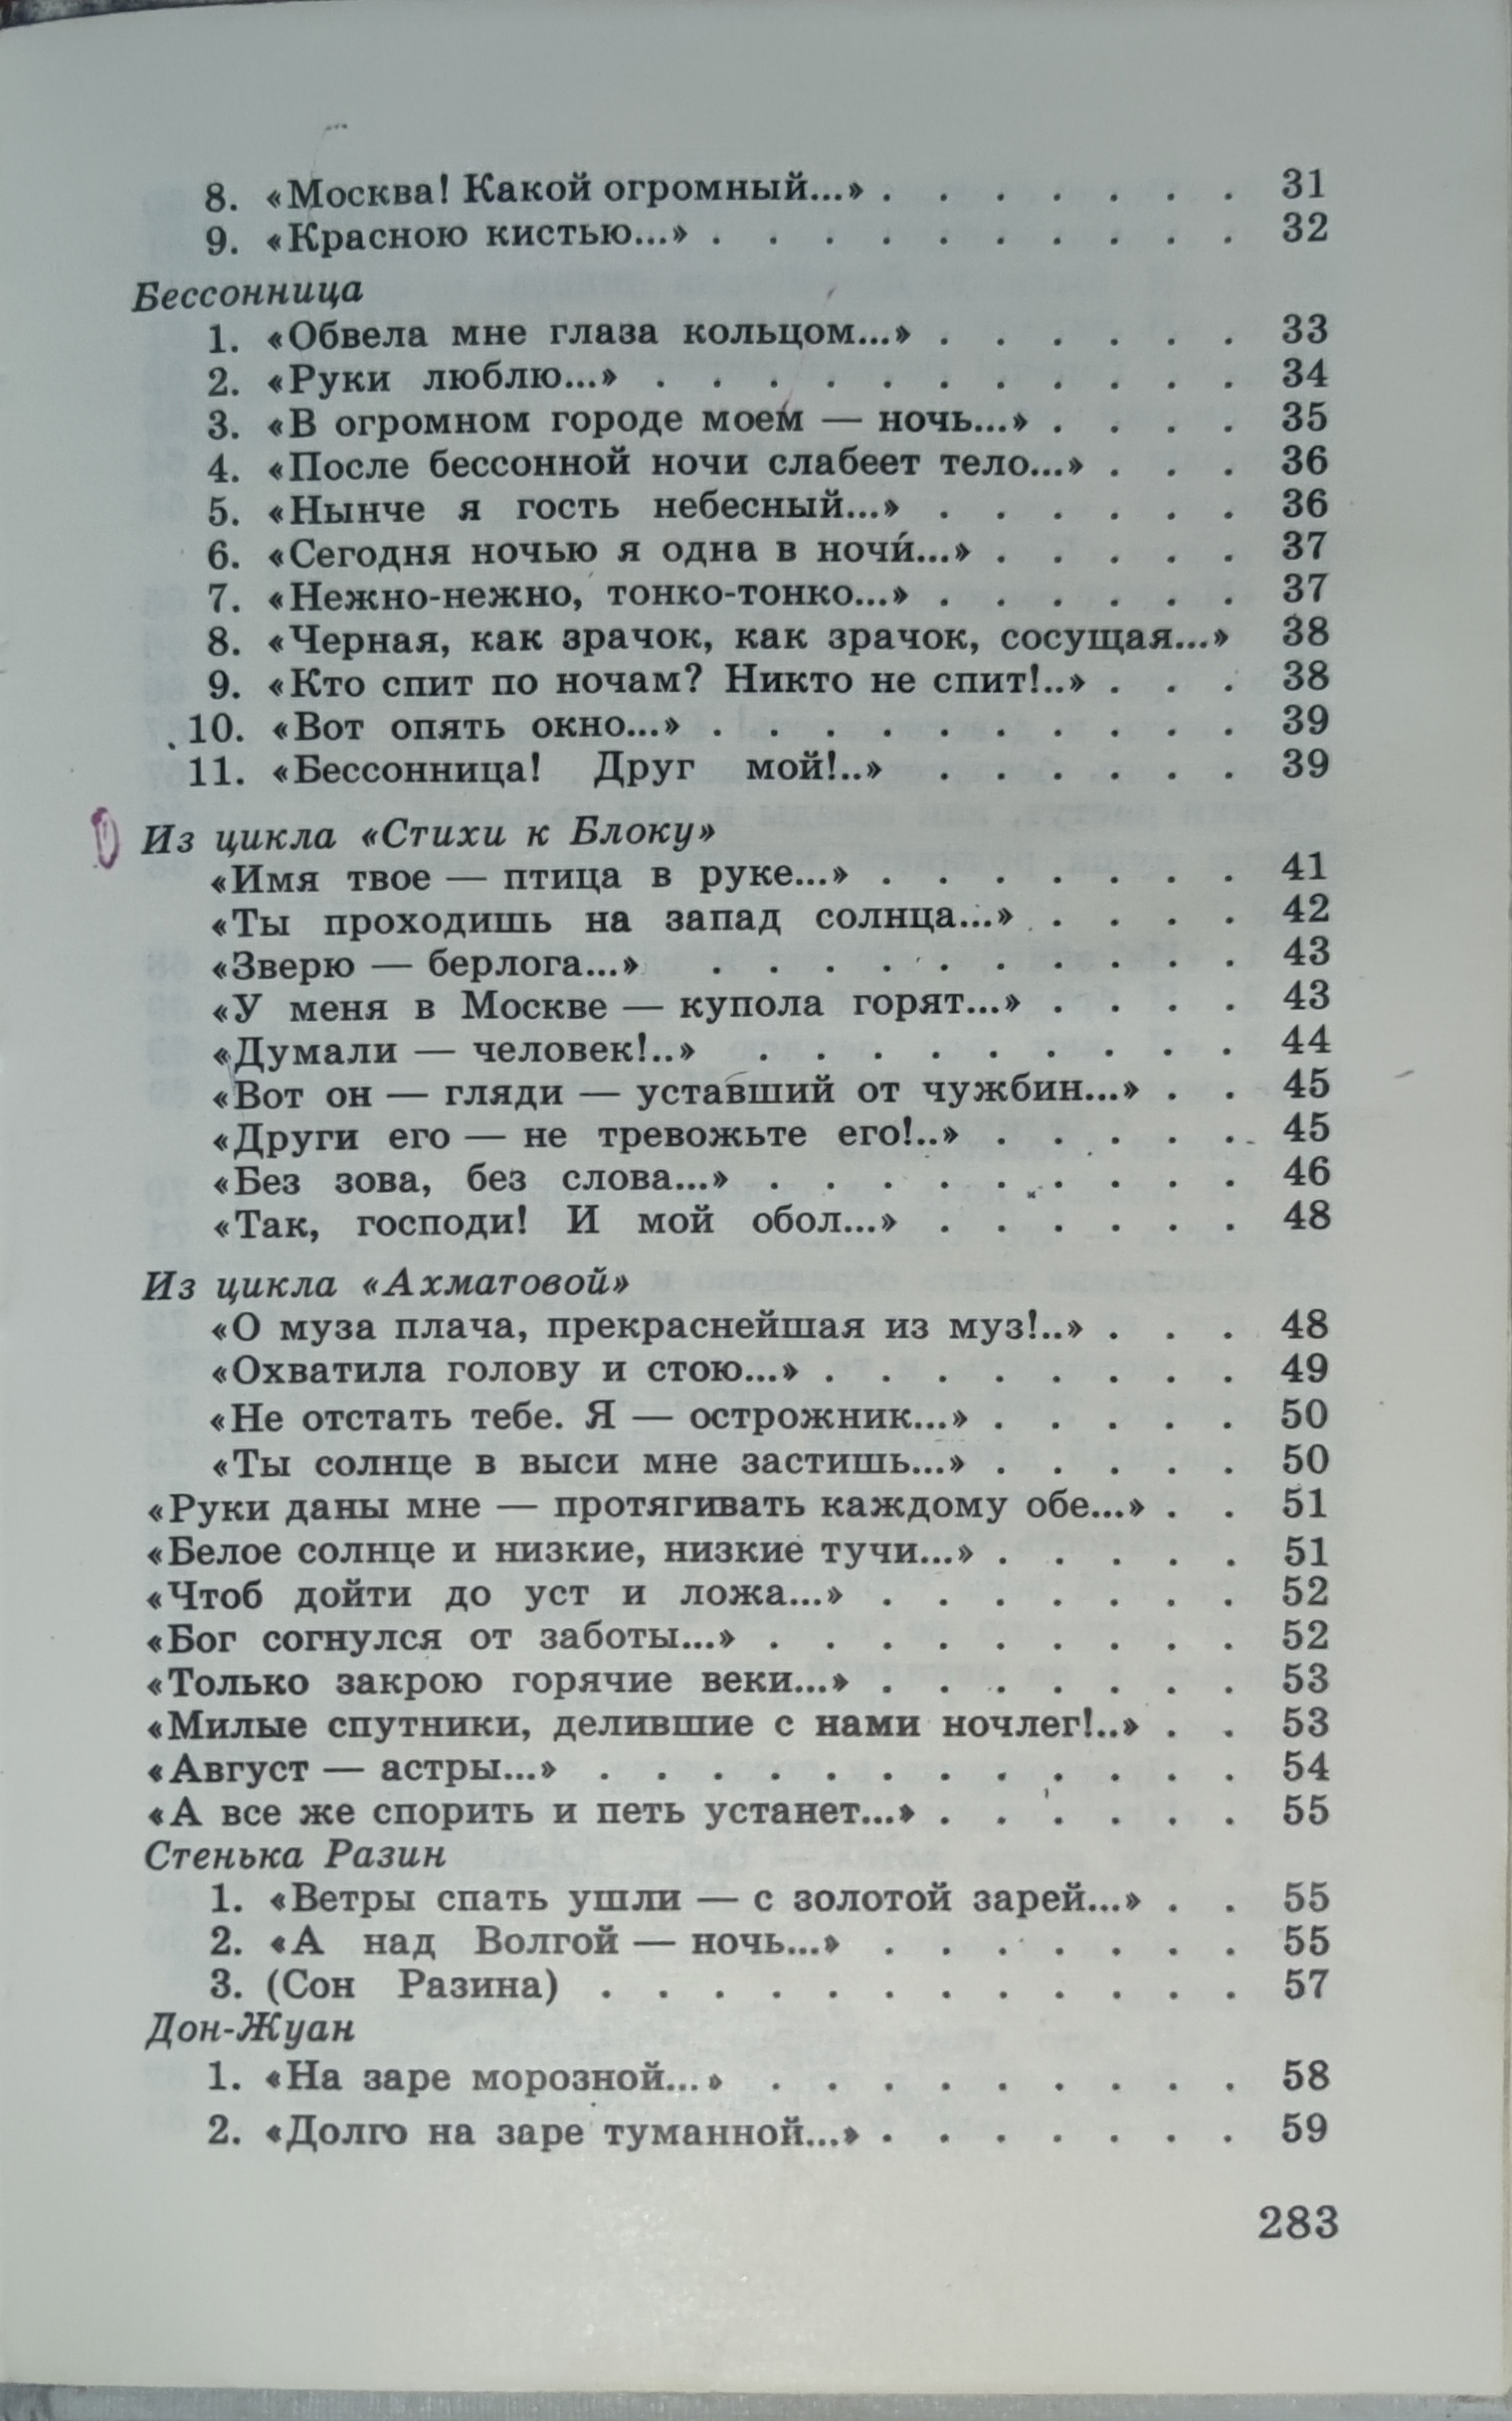 8. «Москва! Какой огромный...» . . . . . . . 31
9. «Красною кистью...» . . . . . . . . . . 32
Бессонница
1. «Обвела мне глаза кольцом...» . . . . . . 33
2. «Руки люблю...» . . . . . . . . . . . 34
3. «В огромном городе моем — ночь...» . . . . 35
4. «После бессонной ночи слабеет тело...» . . . 36
5. «Нынче я гость небесный...» . . . . . . 36
6. «Сегодня ночью я одна в ночи́...» . . . . . 37
7. «Нежно-нежно, тонко-тонко...» . . . . . . 37
8. «Черная, как зрачок, как зрачок, сосущая...» 38
9. «Кто спит по ночам? Никто не спит!..» . . . 38
10. «Вот опять окно...» . . . . . . . . . . 39
11. «Бессонница! Друг мой!..» . . . . . . 39
Из цикла «Стихи к Блоку»
«Имя твое — птица в руке...» . . . . . . . 41
«Ты проходишь на запад солнца...» . . . . 42
«Зверю — берлога...» . . . . . . . . . . 43
«У меня в Москве — купола горят...» . . . . 43
«Думали — человек!..» . . . . . . . . . 44
«Вот он — гляди — уставший от чужбин...» . . 45
«Други его — не тревожьте его!..» . . . . . 45
«Без зова, без слова...» . . . . . . . . . 46
«Так, господи! И мой обол...» . . . . . . 48
Из цикла «Ахматовой»
«О муза плача, прекраснейшая из муз!..» . . . 48
«Охватила голову и стою...» . . . . . . . . 49
«Не отстать тебе. Я — острожник...» . . . . . 50
«Ты солнце в выси мне застишь...» . . . . . 50
«Руки даны мне — протягивать каждому обе...» . . 51
«Белое солнце и низкие, низкие тучи...» . . . . . 51
«Чтоб дойти до уст и ложа...» . . . . . . . 52
«Бог согнулся от заботы...» . . . . . . . . . 52
«Только закрою горячие веки...» . . . . . . . 53
«Милые спутники, делившие с нами ночлег!..» . . 53
«Август — астры...» . . . . . . . . . . . . 54
«А все же спорить и петь устанет...» . . . . . . 55
Стенька Разин
1. «Ветры спать ушли — с золотой зарей...» . . 55
2. «А над Волгой — ночь...» . . . . . . . 55
3. (Сон Разина) . . . . . . . . . . . . 57
Дон-Жуан
1. «На заре морозной...» . . . . . . . . . 58
2. «Долго на заре туманной...» . . . . . . . 59
283